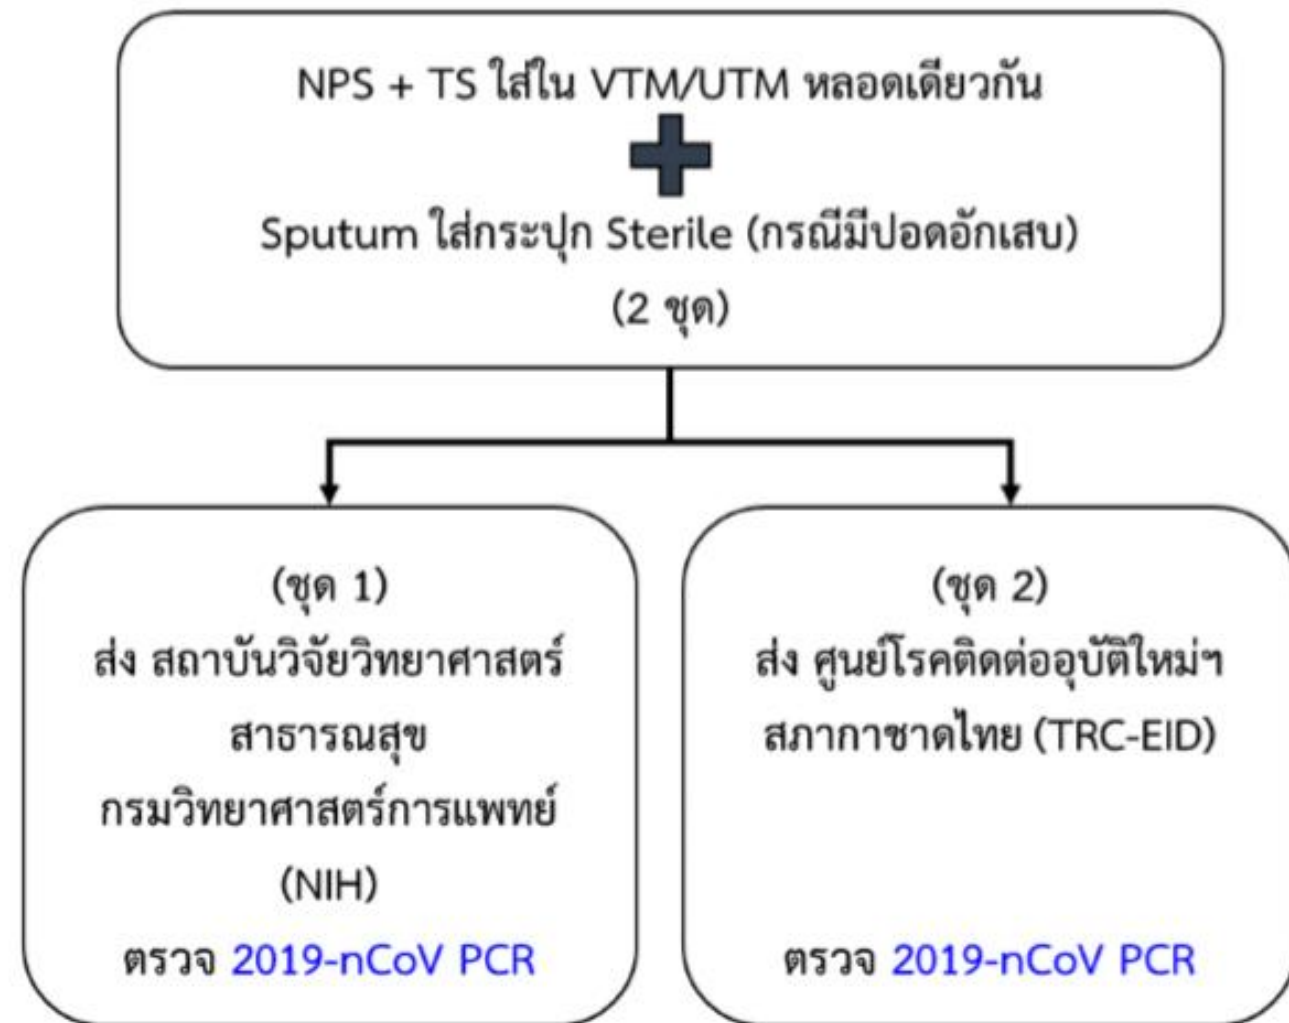 NPS + TS ใส่ใน VTM/UTM หลอดเดียวกัน
Sputum ใส่กระปุก Sterile (กรณีมีปอดอักเสบ)
(2 ชุด)
(ชุด 1)
ส่ง สถาบันวิจัยวิทยาศาสตร์
สาธารณสุข
กรมวิทยาศาสตร์การแพทย์
(NIH)
ตรวจ 2019-nCoV PCR
(ชุด 2)
ส่ง ศูนย์โรคติดต่ออุบัติใหม่ฯ
สภากาชาดไทย (TRC-EID)
ตรวจ 2019-nCoV PCR